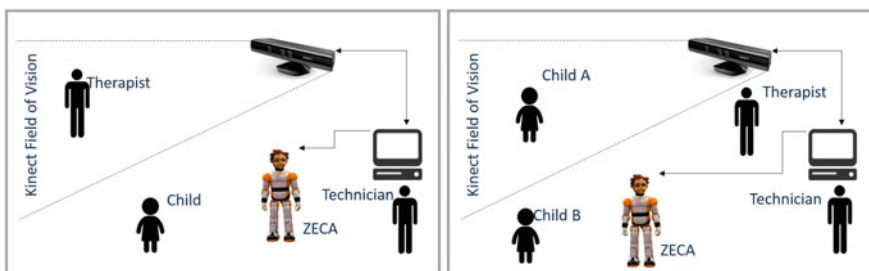 Kinect Field of Vision
Therapist
Child
ZECA
Technician
Kinect Field of Vision
Child A
Therapist
Child B
ZECA
Technician